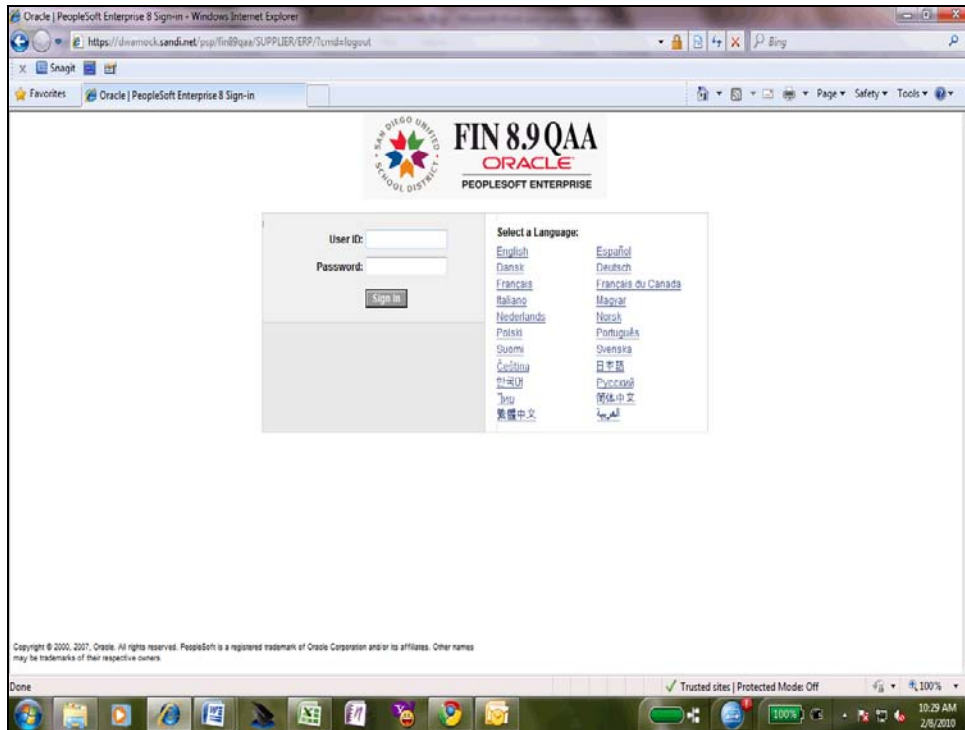 Oracle | PeopleSoft Enterprise 8 Sign-in - Windows Internet Explorer
https://dwamock.sandi.net/psp/fin89qaa/SUPPLIER/ERP/?cmd=logout
Bing
x Snagit
Favorites Oracle | PeopleSoft Enterprise 8 Sign-in Page Safety Tools
SAN DIEGO UNIFIED SCHOOL DISTRICT
FIN 8.9 QAA
ORACLE
PEOPLESOFT ENTERPRISE
User ID:
Password:
Sign In
Select a Language:
English Español
Dansk Deutsch
Français Français du Canada
Italiano Magyar
Nederlands Norsk
Polski Português
Suomi Svenska
Čeština 日本語
한국어 Русский
ไทย 简体中文
繁體中文 العربية
Copyright © 2000, 2007, Oracle. All rights reserved. PeopleSoft is a registered trademark of Oracle Corporation and/or its affiliates. Other names
may be trademarks of their respective owners.
Done Trusted sites | Protected Mode: Off 100%
100% 10:29 AM
2/8/2010